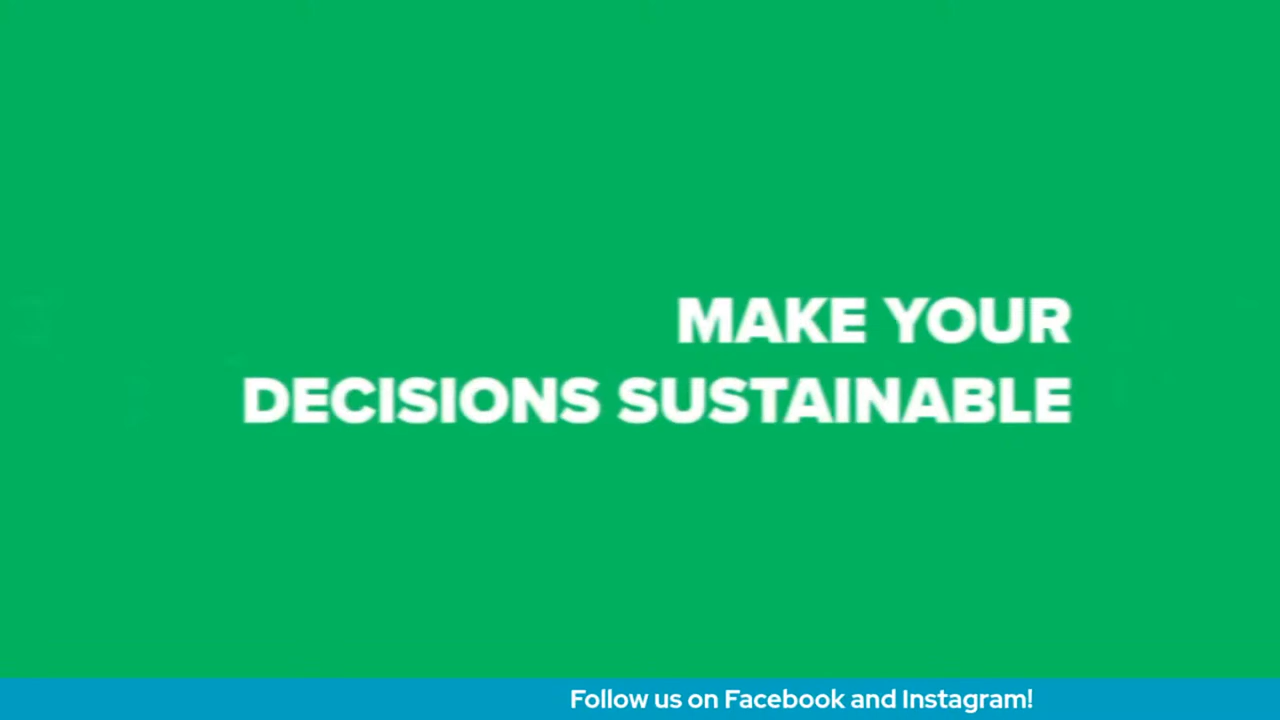 MAKE YOUR
DECISIONS SUSTAINABLE
Follow us on Facebook and Instagram!